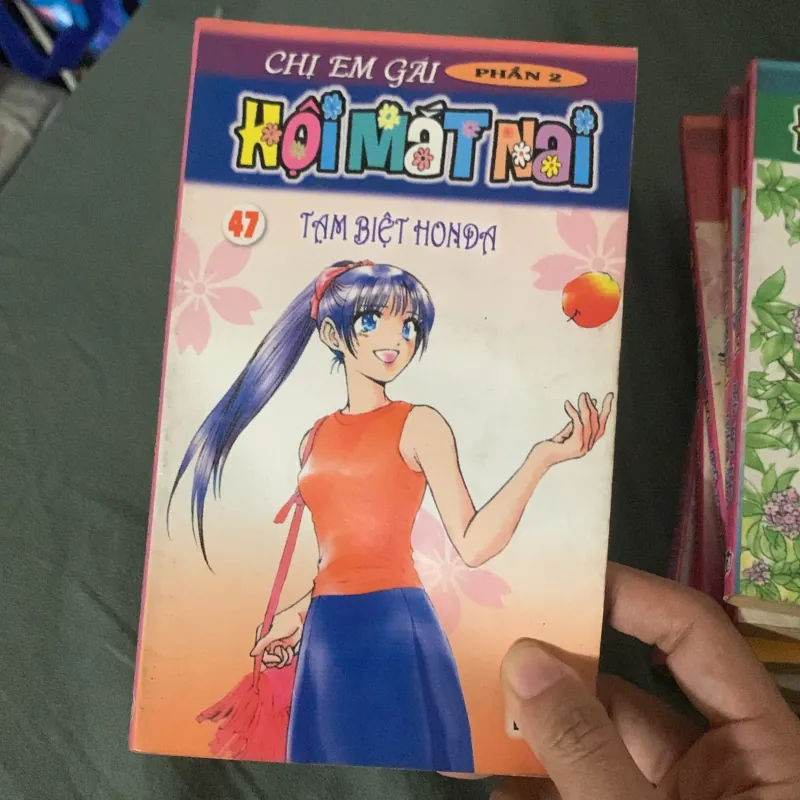 CHỊ EM GÁI PHẦN 2
HỘI MẮT NAI
47 TẠM BIỆT HONDA